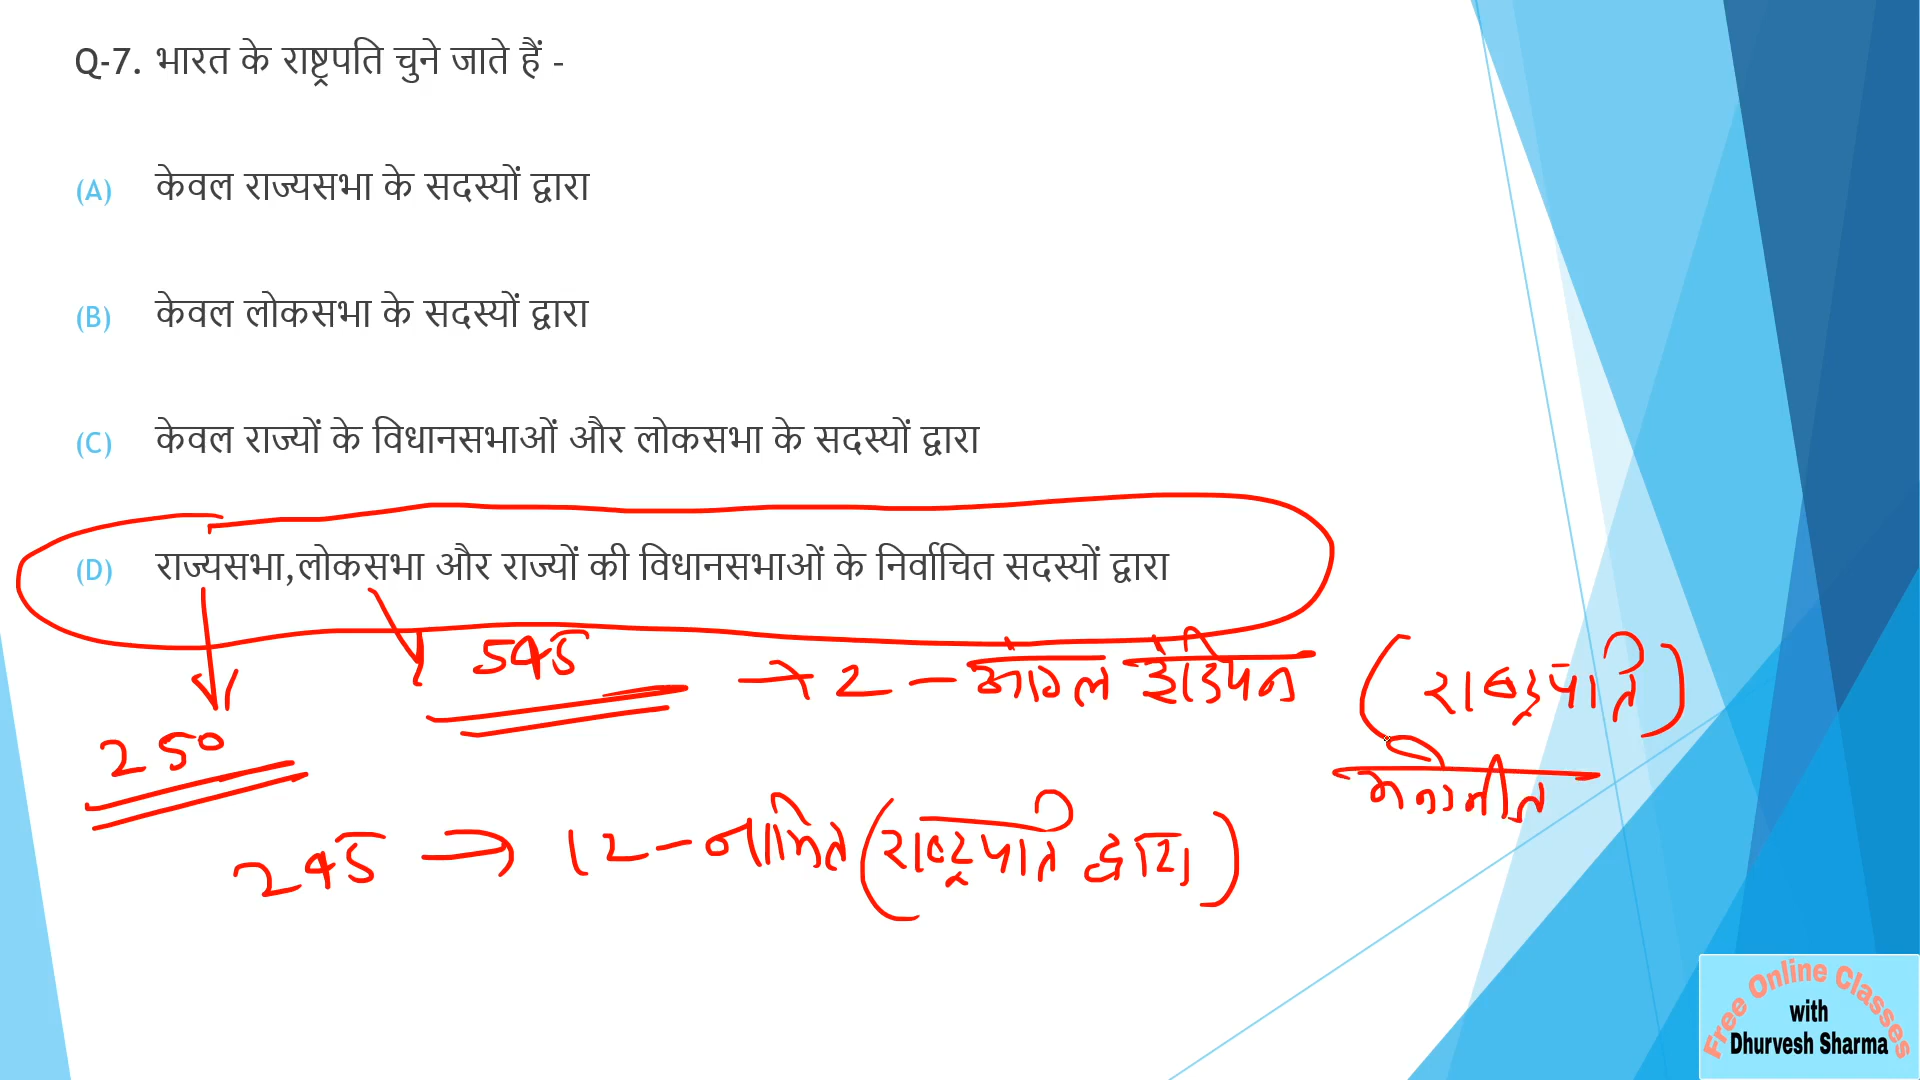 Q-7. भारत के राष्ट्रपति चुने जाते हैं -
(A) केवल राज्यसभा के सदस्यों द्वारा
(B) केवल लोकसभा के सदस्यों द्वारा
(C) केवल राज्यों के विधानसभाओं और लोकसभा के सदस्यों द्वारा
(D) राज्यसभा,लोकसभा और राज्यों की विधानसभाओं के निर्वाचित सदस्यों द्वारा
545 → 2 - आंग्ल इंडियन (राष्ट्रपति)
250
मनोनीत
245 → 12 - नामित (राष्ट्रपति द्वारा)
Free Online Classes
with
Dhurvesh Sharma